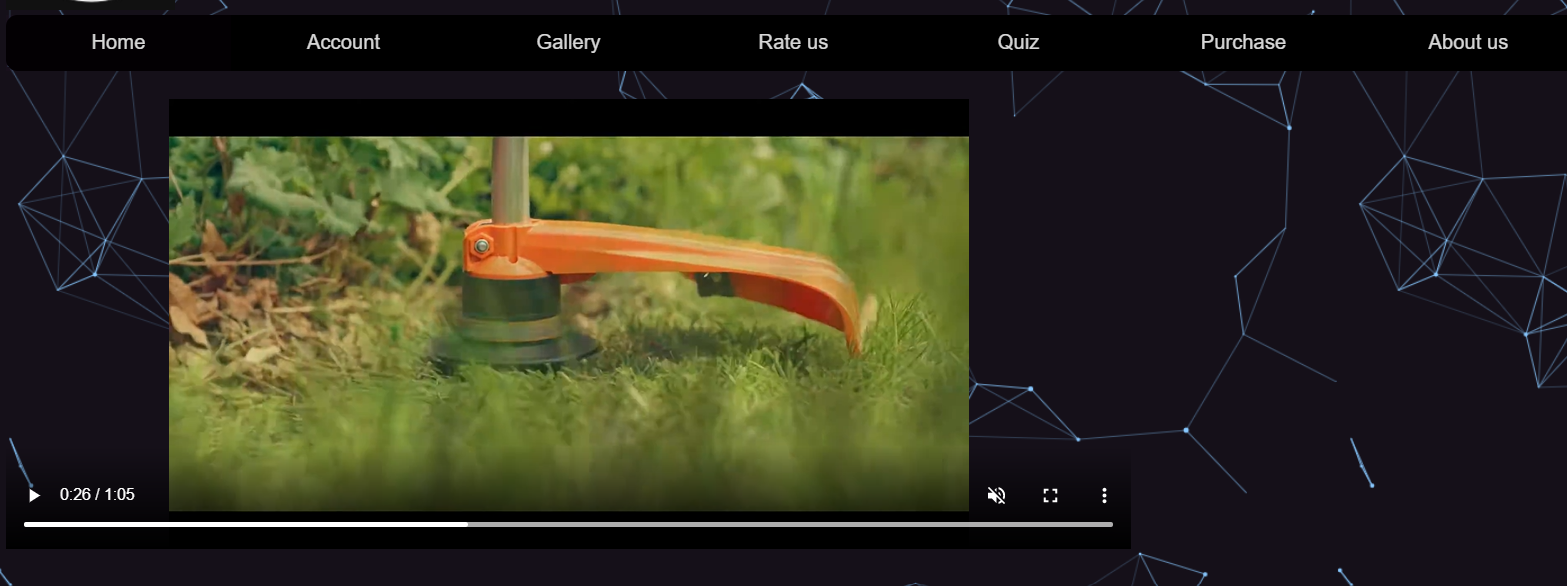 Home Account Gallery Rate us Quiz Purchase About us
0:26 / 1:05